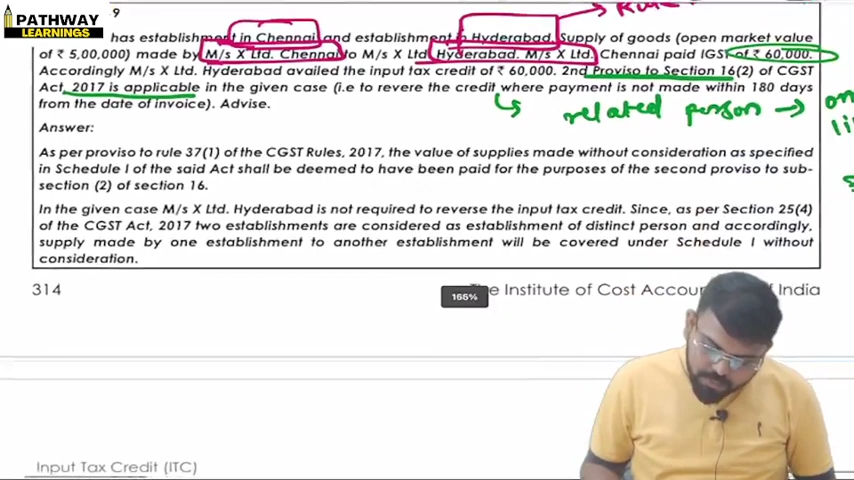 PATHWAY
LEARNINGS
9
has establishment in Chennai and establishment in Hyderabad. Supply of goods (open market value
of ₹ 5,00,000) made by M/s X Ltd. Chennai to M/s X Ltd. Hyderabad. M/s X Ltd. Chennai paid IGST of ₹ 60,000.
Accordingly M/s X Ltd. Hyderabad availed the input tax credit of ₹ 60,000. 2nd Proviso to Section 16(2) of CGST
Act, 2017 is applicable in the given case (i.e to revere the credit where payment is not made within 180 days
from the date of invoice). Advise.
related person →
Answer:
As per proviso to rule 37(1) of the CGST Rules, 2017, the value of supplies made without consideration as specified
in Schedule I of the said Act shall be deemed to have been paid for the purposes of the second proviso to sub-
section (2) of section 16.
In the given case M/s X Ltd. Hyderabad is not required to reverse the input tax credit. Since, as per Section 25(4)
of the CGST Act, 2017 two establishments are considered as establishment of distinct person and accordingly,
supply made by one establishment to another establishment will be covered under Schedule I without
consideration.
314
The Institute of Cost Accoun of India
Input Tax Credit (ITC)